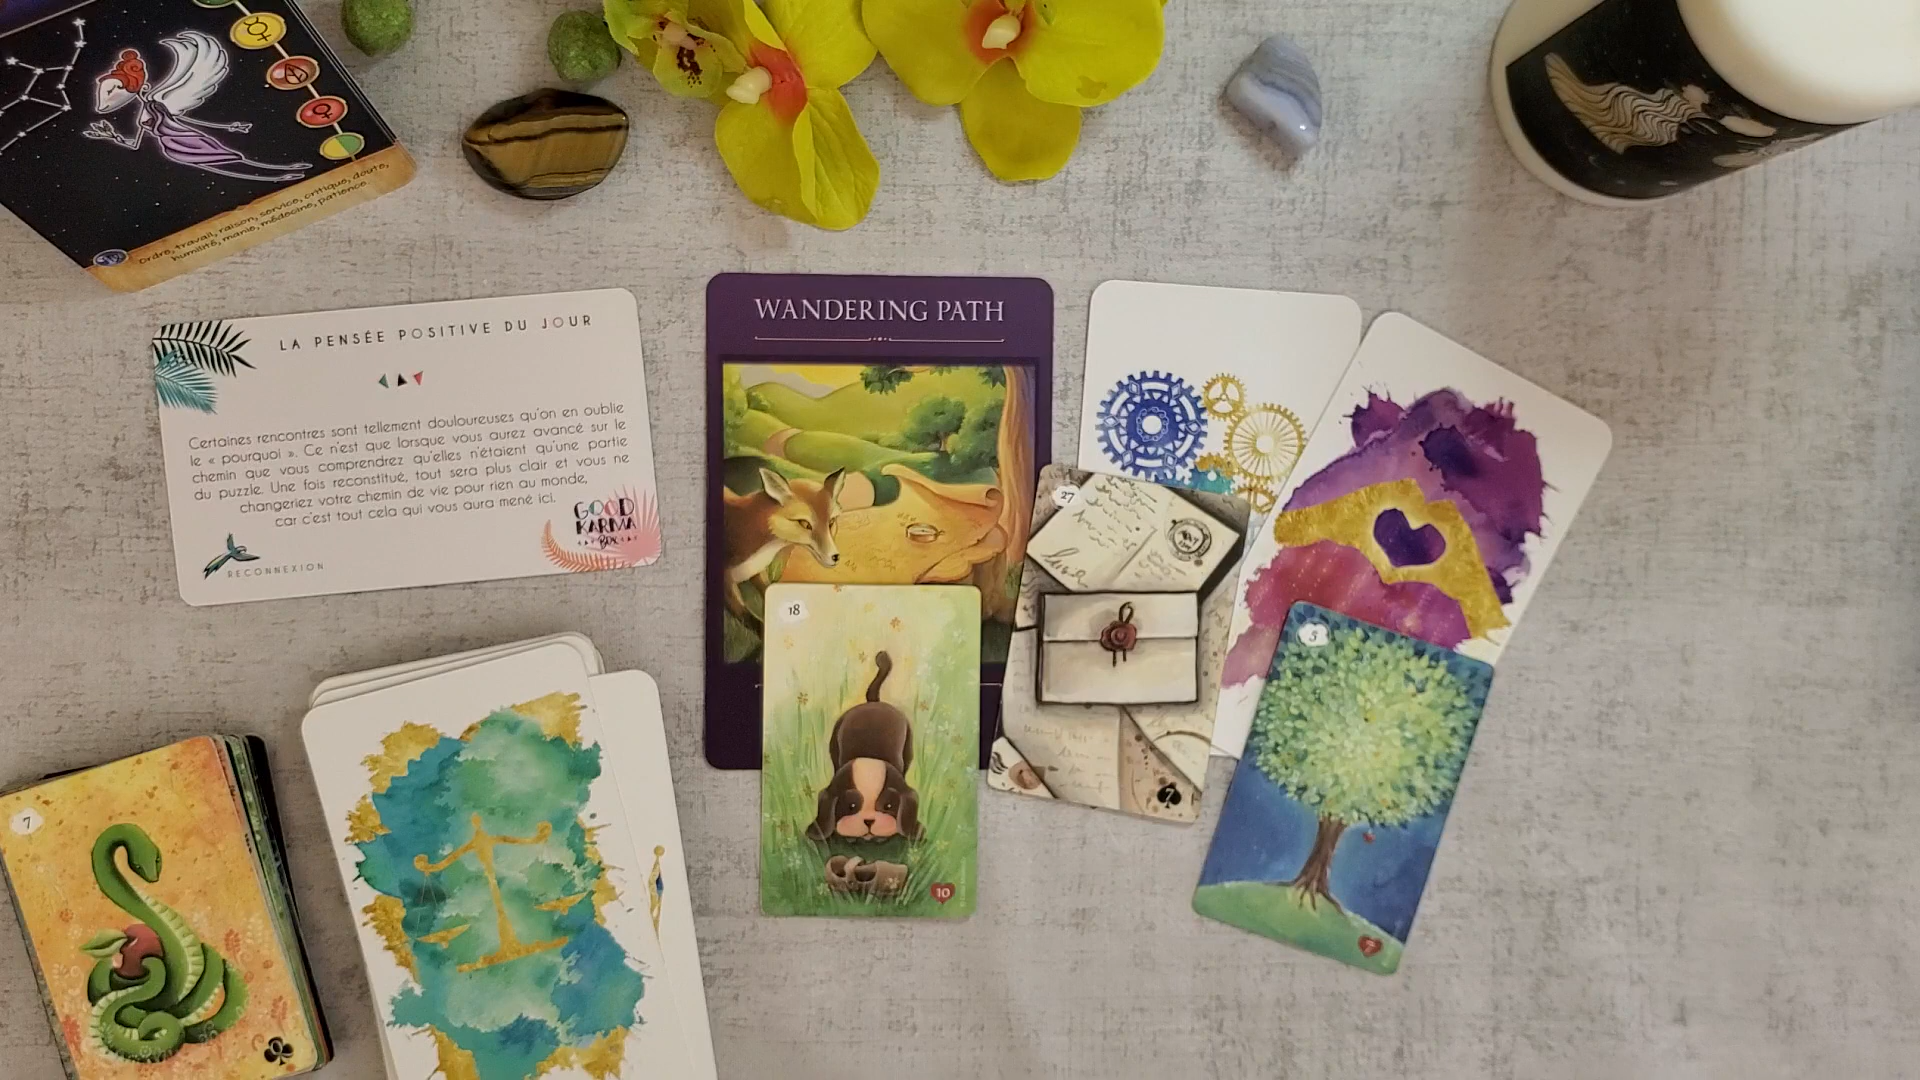 ordre, travail, raison, service, critique, doute,
humilité, manie, médecine, patience.
LA PENSÉE POSITIVE DU JOUR
Certaines rencontres sont tellement douloureuses qu'on en oublie
le « pourquoi ». Ce n'est que lorsque vous aurez avancé sur le
chemin que vous comprendrez qu'elles n'étaient qu'une partie
du puzzle. Une fois reconstitué, tout sera plus clair et vous ne
changeriez votre chemin de vie pour rien au monde,
car c'est tout cela qui vous aura mené ici.
GOOD
KARMA
Box
RECONNEXION
WANDERING PATH
27
7
18
10
5
7
7